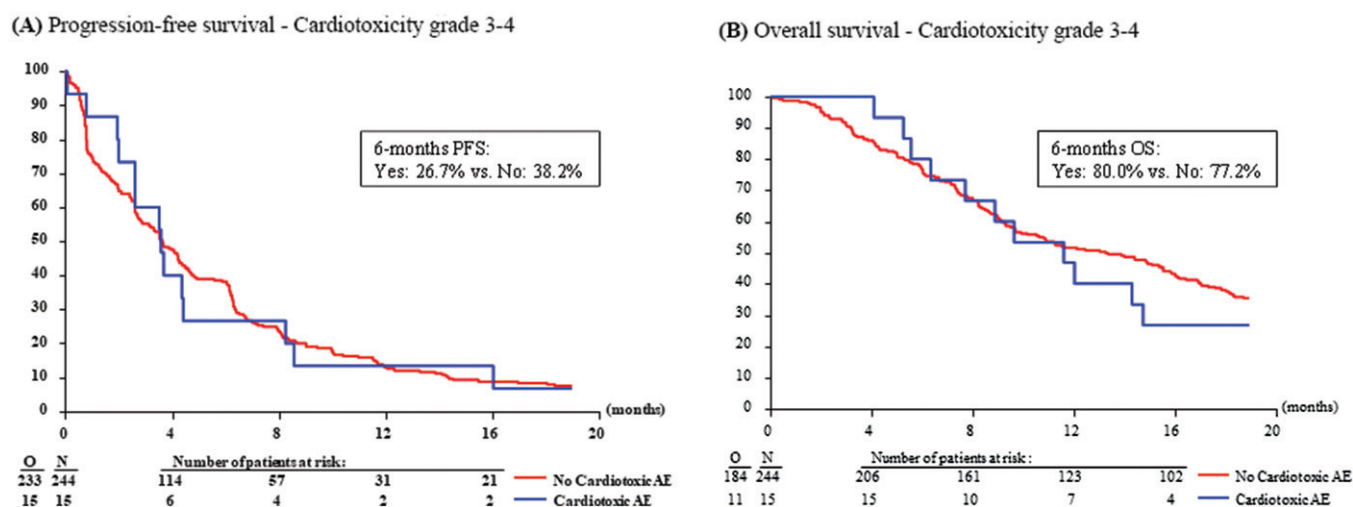 (A) Progression-free survival - Cardiotoxicity grade 3-4
100
90
80
70
60
50
40
30
20
10
0
6-months PFS:
Yes: 26.7% vs. No: 38.2%
(months)
0 4 8 12 16 20
O N Number of patients at risk:
233 244 114 57 31 21 No Cardiotoxic AE
15 15 6 4 2 2 Cardiotoxic AE
(B) Overall survival - Cardiotoxicity grade 3-4
100
90
80
70
60
50
40
30
20
10
0
6-months OS:
Yes: 80.0% vs. No: 77.2%
(months)
0 4 8 12 16 20
O N Number of patients at risk :
184 244 206 161 123 102 No Cardiotoxic AE
11 15 15 10 7 4 Cardiotoxic AE